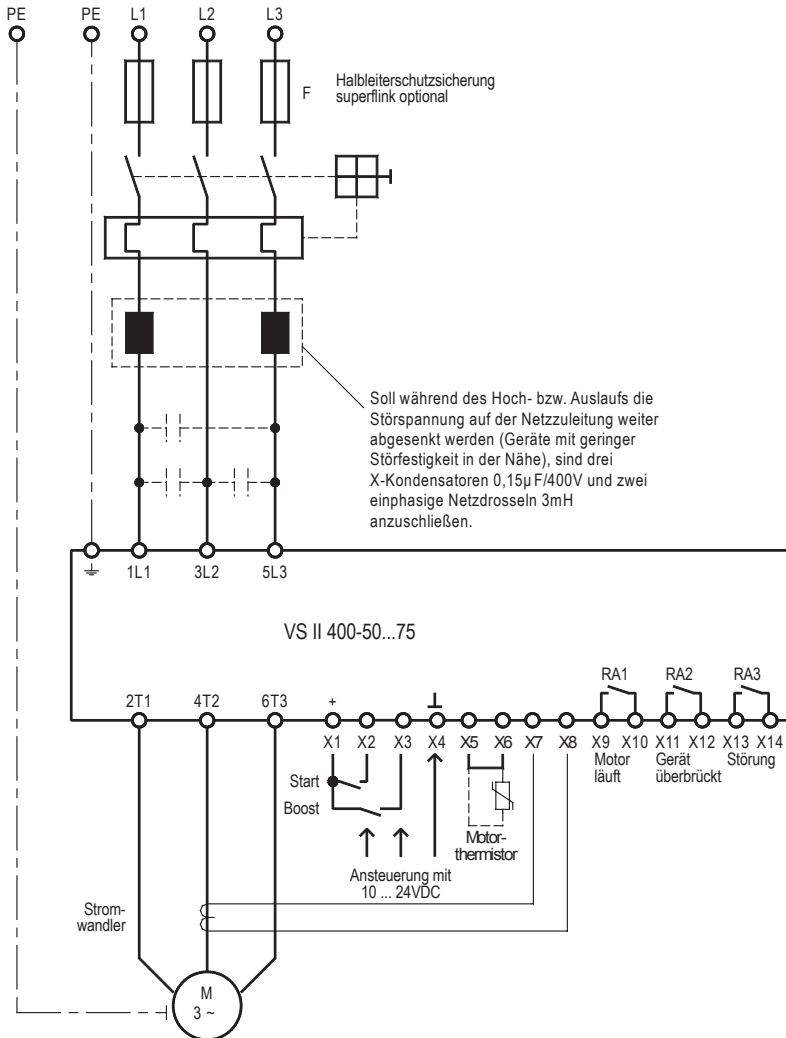 PE PE L1 L2 L3
F
Halbleiterschutzsicherung
superflink optional
Soll während des Hoch- bzw. Auslaufs die
Störspannung auf der Netzzuleitung weiter
abgesenkt werden (Geräte mit geringer
Störfestigkeit in der Nähe), sind drei
X-Kondensatoren 0,15µF/400V und zwei
einphasige Netzdrosseln 3mH
anzuschließen.
1L1 3L2 5L3
VS II 400-50...75
RA1 RA2 RA3
2T1 4T2 6T3 +
X1 X2 X3 X4 X5 X6 X7 X8 X9 X10 X11 X12 X13 X14
Motor
läuft
Gerät
überbrückt
Störung
Start
Boost
Motor-
thermistor
Ansteuerung mit
10 ... 24VDC
Strom-
wandler
M
3 ~